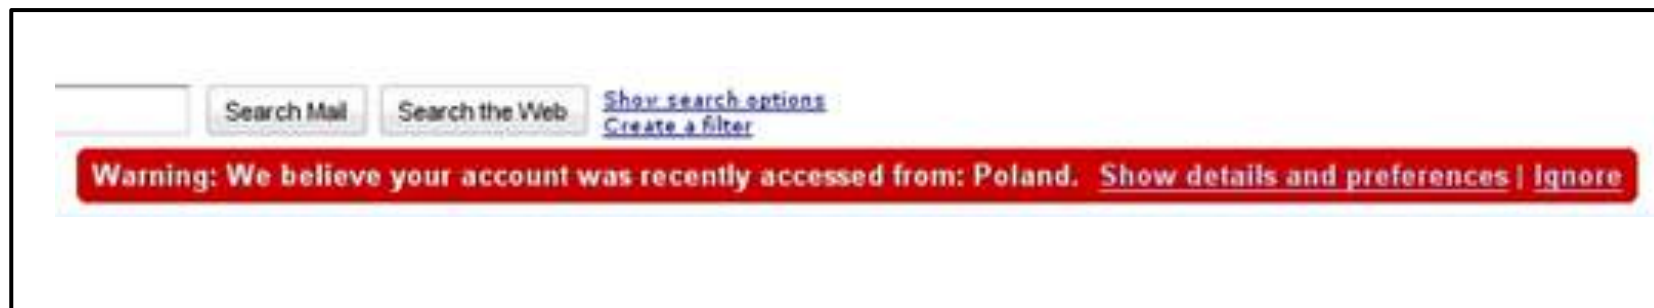 Search Mail Search the Web Show search options
Create a filter
Warning: We believe your account was recently accessed from: Poland. Show details and preferences | Ignore